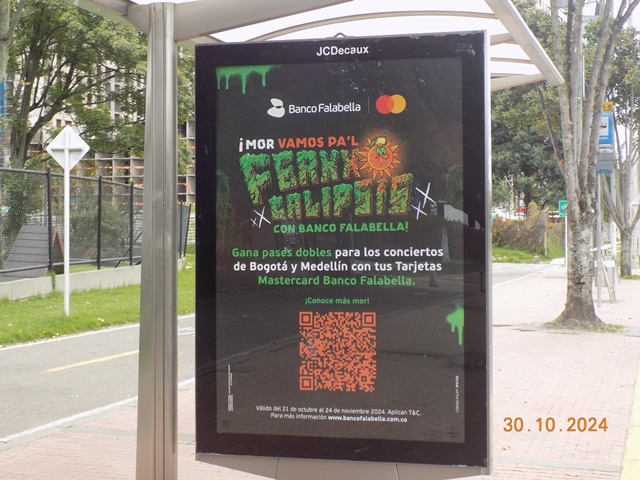 JCDecaux
Banco Falabella
¡MOR VAMOS PA'L
FERXXO
CALIPSIS
CON BANCO FALABELLA!
Gana pases dobles para los conciertos
de Bogotá y Medellín con tus Tarjetas
Mastercard Banco Falabella.
¡Conoce más mor!
Válido del 21 de octubre al 24 de noviembre 2024. Aplican T&C.
Para más información www.bancofalabella.com.co
30.10.2024